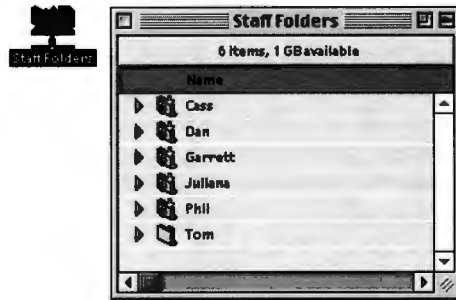 Staff Folders
Staff Folders
6 items, 1 GB available
Name
Cass
Dan
Garrett
Juliana
Phil
Tom